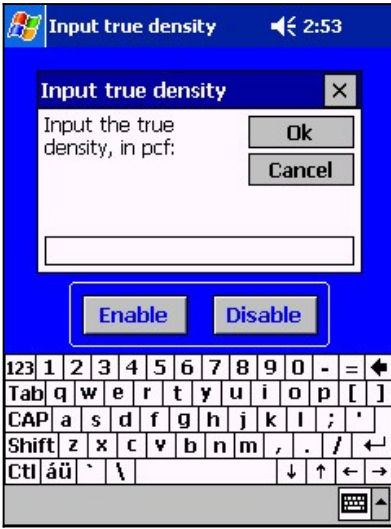 Input true density 2:53
Input true density
Input the true
density, in pcf:
Ok
Cancel
Enable Disable
123 1 2 3 4 5 6 7 8 9 0 - =
Tab q w e r t y u i o p [ ]
CAP a s d f g h j k l ; '
Shift z x c v b n m , . /
Ctl áü ` \